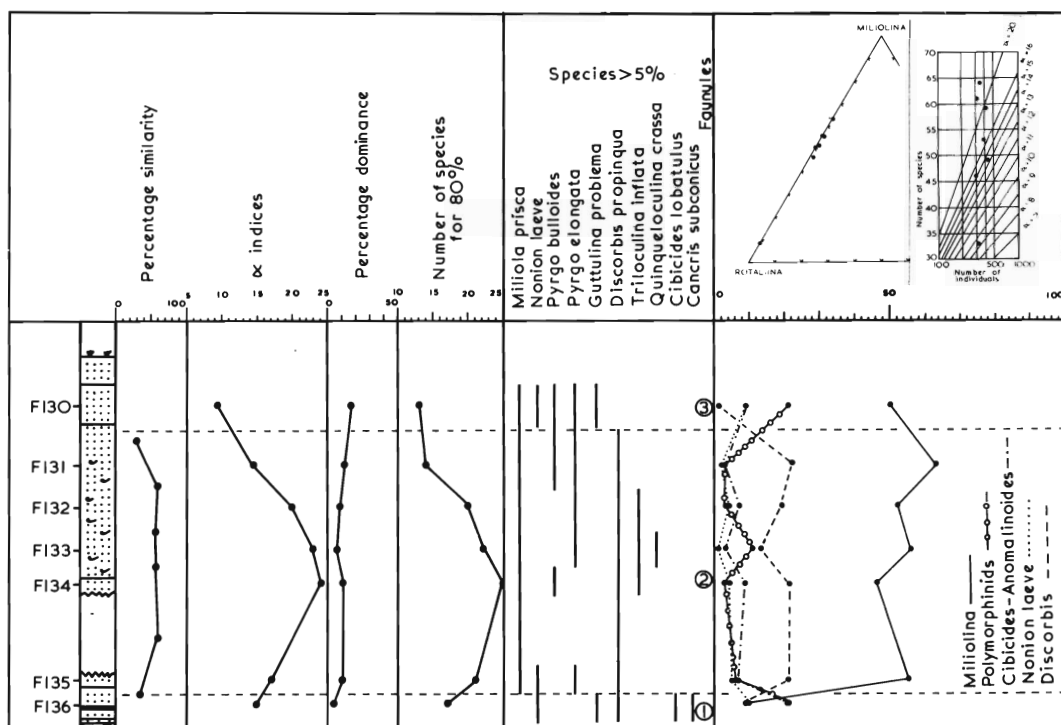 Percentage similarity
∝ indices
Percentage dominance
Number of species
for 80%
Species>5%
Miliola prisca
Nonion laeve
Pyrgo bulloides
Pyrgo elongata
Guttulina problema
Discorbis propinqua
Triloculina inflata
Quinqueloculina crassa
Cibicides lobatulus
Cancris subconicus
Faunules
MILIOLINA
ROTALIINA
Number of species
70
65
60
55
50
45
40
35
30
100
500
1000
Number of
individuals
0
100
5
10
15
20
25
0
50
10
15
20
25
0
50
100
F130
F131
F132
F133
F134
F135
F136
3
2
1
Miliolina
Polymorphinids
Cibicides-Anomalinoides
Nonion laeve
Discorbis